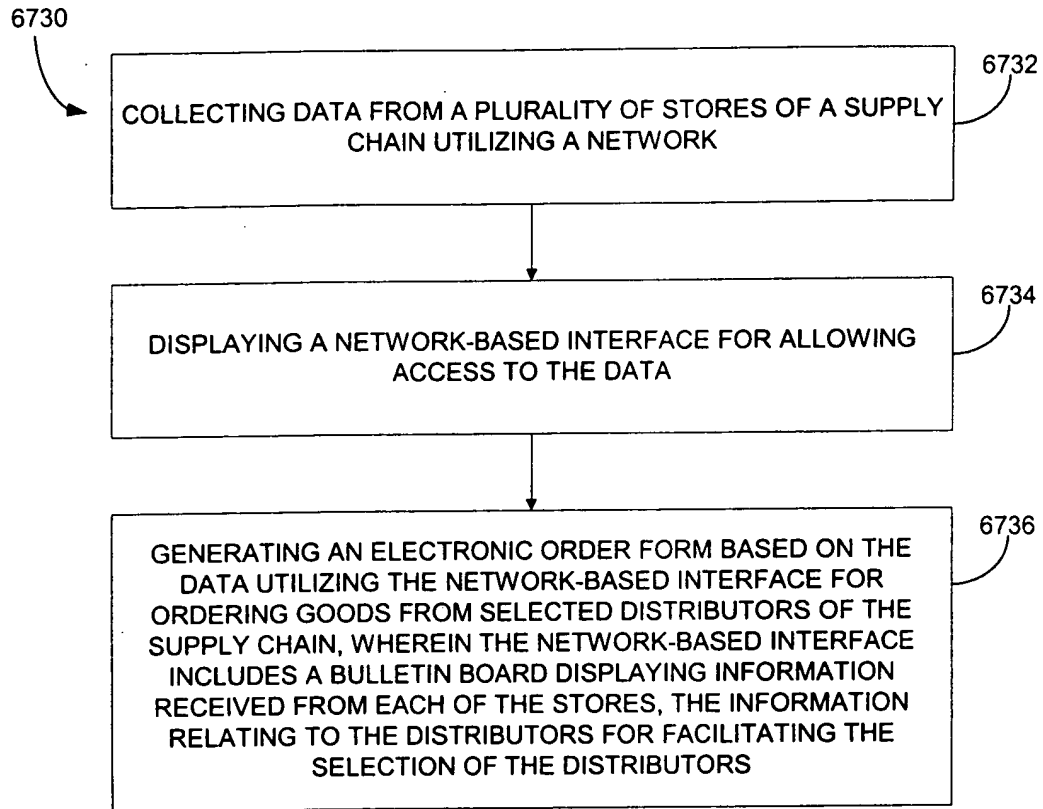 6730
6732
COLLECTING DATA FROM A PLURALITY OF STORES OF A SUPPLY
CHAIN UTILIZING A NETWORK
6734
DISPLAYING A NETWORK-BASED INTERFACE FOR ALLOWING
ACCESS TO THE DATA
6736
GENERATING AN ELECTRONIC ORDER FORM BASED ON THE
DATA UTILIZING THE NETWORK-BASED INTERFACE FOR
ORDERING GOODS FROM SELECTED DISTRIBUTORS OF THE
SUPPLY CHAIN, WHEREIN THE NETWORK-BASED INTERFACE
INCLUDES A BULLETIN BOARD DISPLAYING INFORMATION
RECEIVED FROM EACH OF THE STORES, THE INFORMATION
RELATING TO THE DISTRIBUTORS FOR FACILITATING THE
SELECTION OF THE DISTRIBUTORS